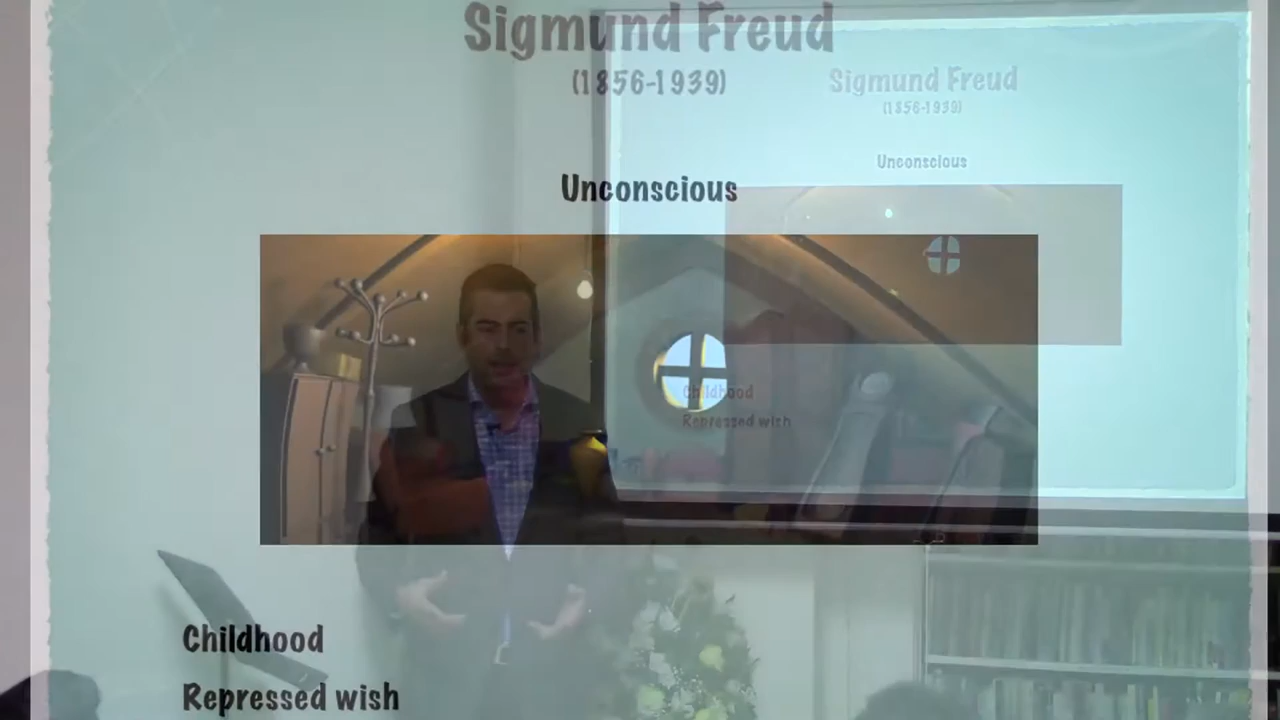 Sigmund Freud
(1856-1939)
Unconscious
Childhood
Repressed wish
Sigmund Freud
(1856-1939)
Unconscious
Childhood
Repressed wish